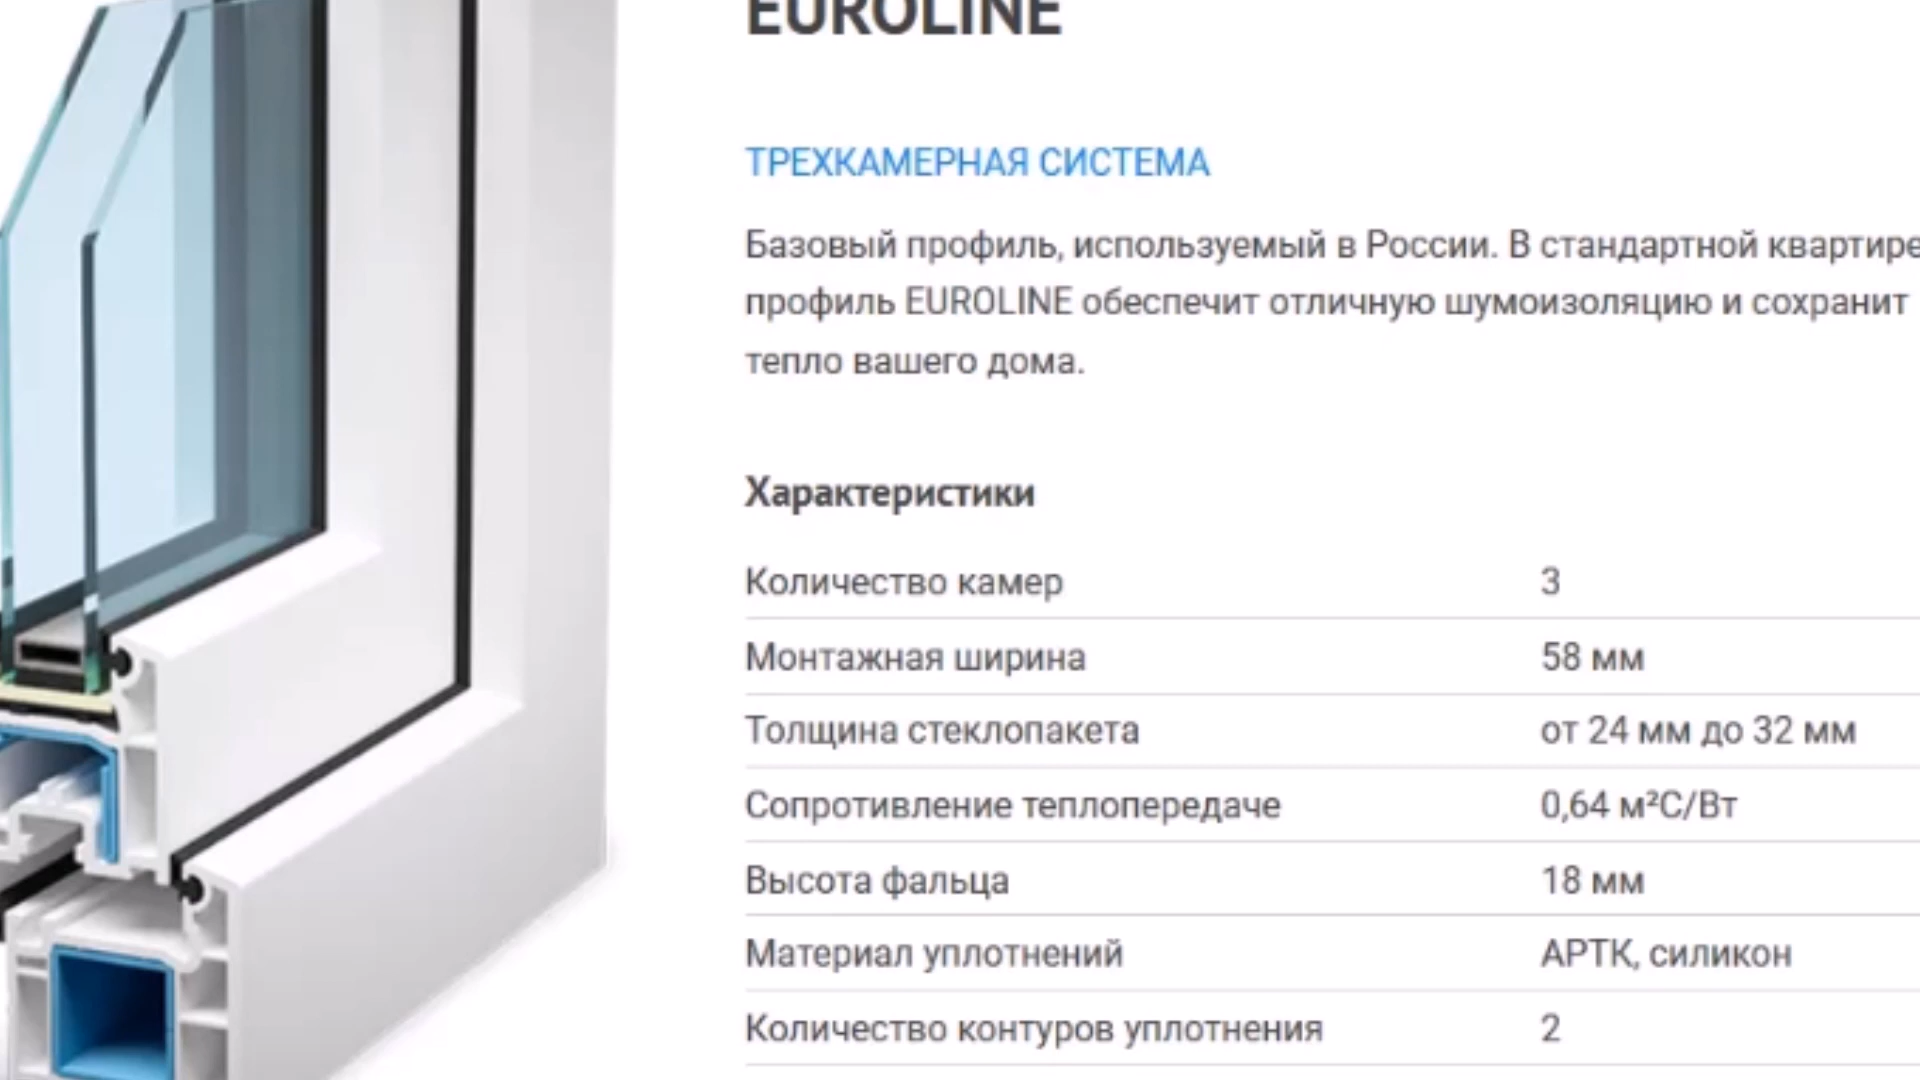 EUROLINE
ТРЕХКАМЕРНАЯ СИСТЕМА
Базовый профиль, используемый в России. В стандартной квартире
профиль EUROLINE обеспечит отличную шумоизоляцию и сохранит
тепло вашего дома.
Характеристики
Количество камер 3
Монтажная ширина 58 мм
Толщина стеклопакета от 24 мм до 32 мм
Сопротивление теплопередаче 0,64 м²С/Вт
Высота фальца 18 мм
Материал уплотнений АРТК, силикон
Количество контуров уплотнения 2